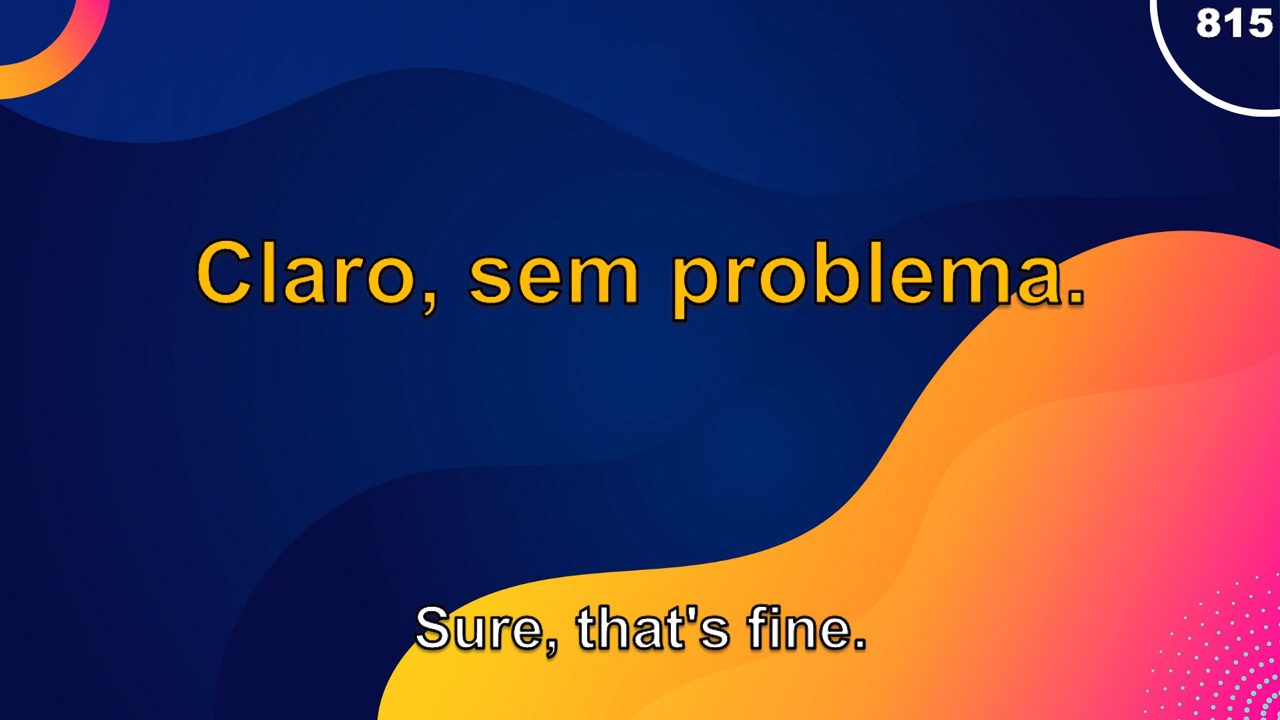 815
Claro, sem problema.
Sure, that's fine.